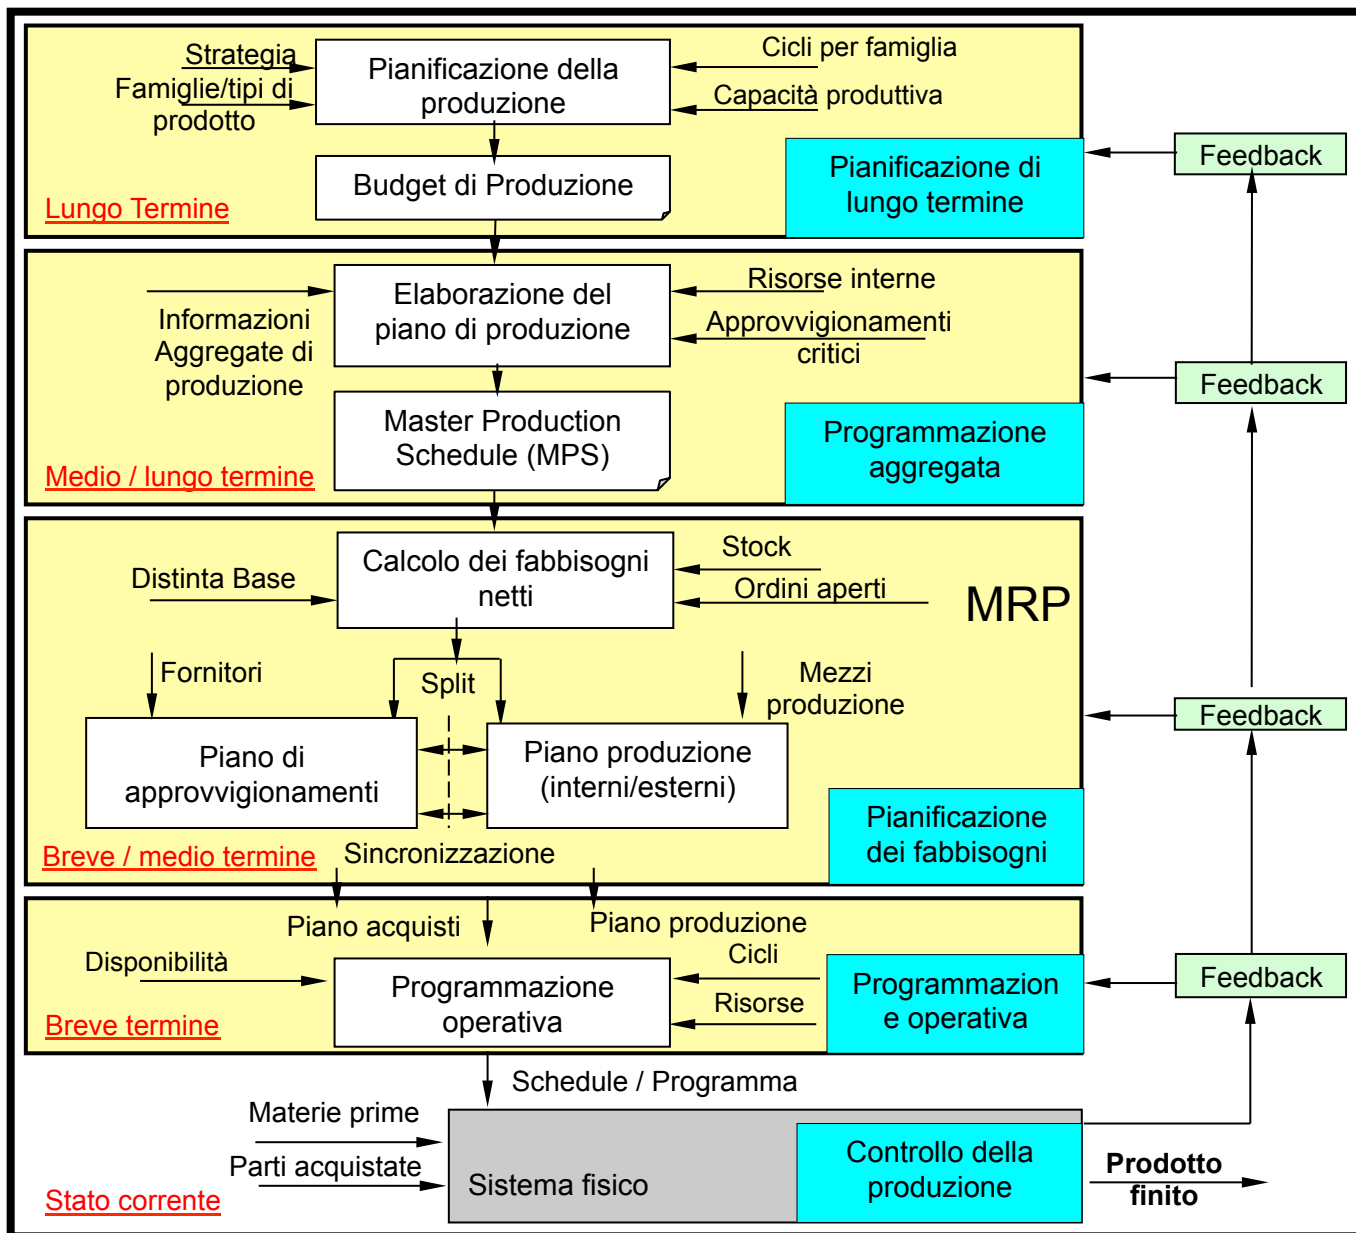 Strategia
Famiglie/tipi di
prodotto
Pianificazione della
produzione
Cicli per famiglia
Capacità produttiva
Budget di Produzione
Lungo Termine
Pianificazione di
lungo termine
Feedback
Informazioni
Aggregate di
produzione
Elaborazione del
piano di produzione
Risorse interne
Approvvigionamenti
critici
Master Production
Schedule (MPS)
Medio / lungo termine
Programmazione
aggregata
Feedback
Distinta Base
Calcolo dei fabbisogni
netti
Stock
Ordini aperti
MRP
Fornitori
Split
Mezzi
produzione
Piano di
approvvigionamenti
Piano produzione
(interni/esterni)
Feedback
Breve / medio termine
Sincronizzazione
Pianificazione
dei fabbisogni
Piano acquisti
Piano produzione
Disponibilità
Programmazione
operativa
Cicli
Risorse
Breve termine
Programmazion
e operativa
Feedback
Schedule / Programma
Materie prime
Parti acquistate
Stato corrente
Sistema fisico
Controllo della
produzione
Prodotto
finito